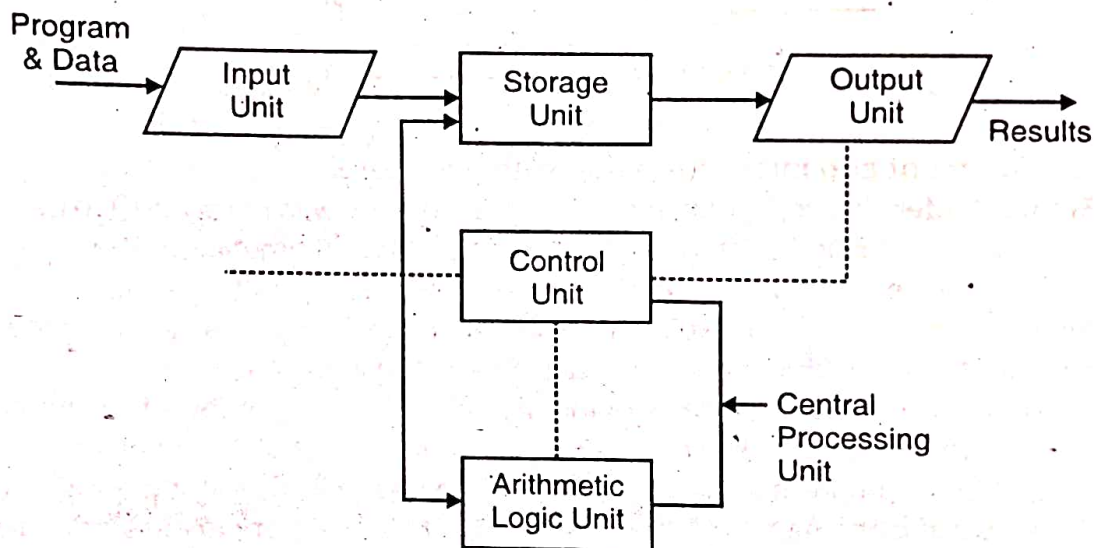 Program
& Data
Input
Unit
Storage
Unit
Output
Unit
Results
Control
Unit
Central
Processing
Unit
Arithmetic
Logic Unit